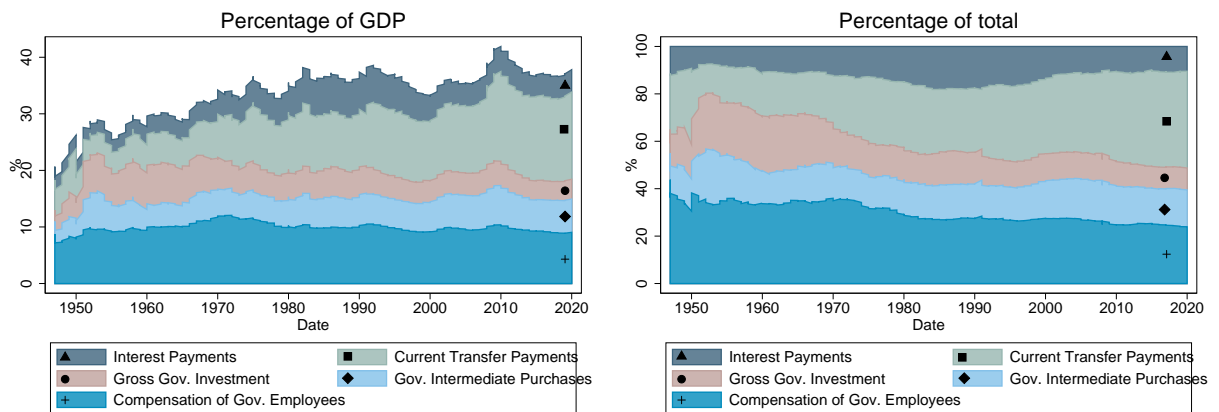 Percentage of GDP
%
40
30
20
10
0
1950 1960 1970 1980 1990 2000 2010 2020
Date
Interest Payments
Current Transfer Payments
Gross Gov. Investment
Gov. Intermediate Purchases
Compensation of Gov. Employees
Percentage of total
%
100
80
60
40
20
0
1950 1960 1970 1980 1990 2000 2010 2020
Date
Interest Payments
Current Transfer Payments
Gross Gov. Investment
Gov. Intermediate Purchases
Compensation of Gov. Employees